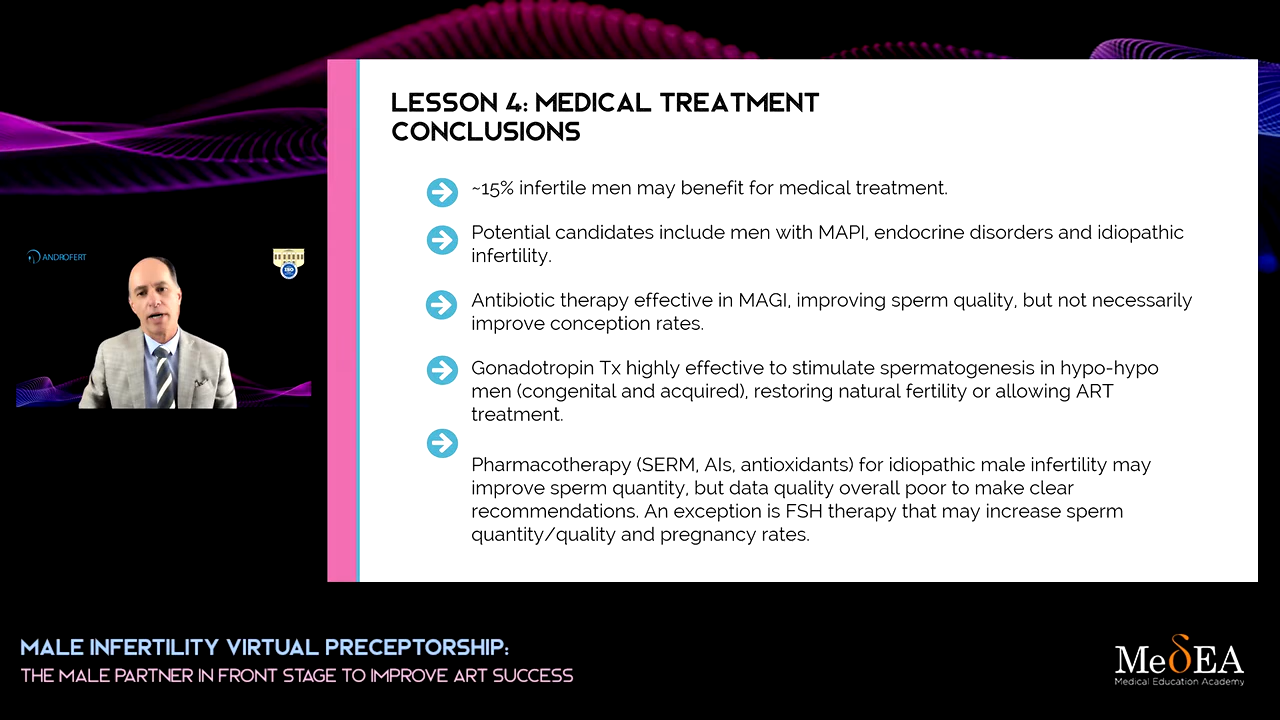 LESSON 4: MEDICAL TREATMENT
CONCLUSIONS
~15% infertile men may benefit for medical treatment.
Potential candidates include men with MAPI, endocrine disorders and idiopathic
infertility.
Antibiotic therapy effective in MAGI, improving sperm quality, but not necessarily
improve conception rates.
Gonadotropin Tx highly effective to stimulate spermatogenesis in hypo-hypo
men (congenital and acquired), restoring natural fertility or allowing ART
treatment.
Pharmacotherapy (SERM, AIs, antioxidants) for idiopathic male infertility may
improve sperm quantity, but data quality overall poor to make clear
recommendations. An exception is FSH therapy that may increase sperm
quantity/quality and pregnancy rates.
ANDROFERT
ISO
MALE INFERTILITY VIRTUAL PRECEPTORSHIP:
THE MALE PARTNER IN FRONT STAGE TO IMPROVE ART SUCCESS
MeδEA
Medical Education Academy